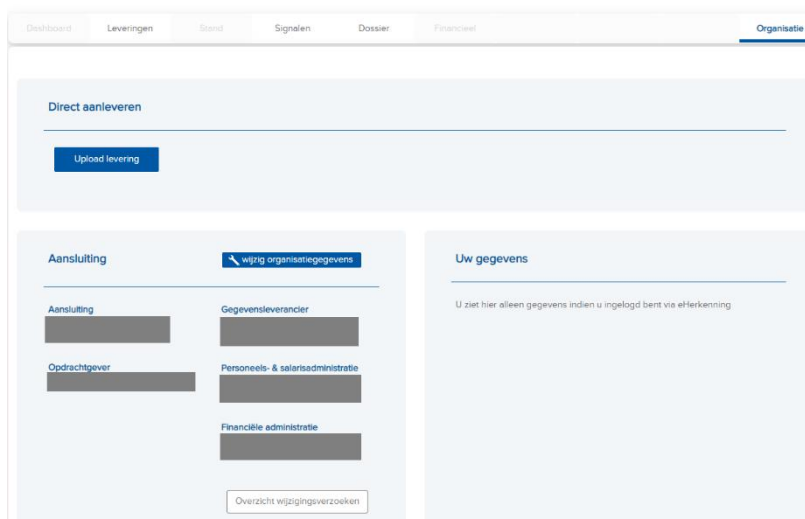 Dashboard Leveringen Stand Signalen Dossier Financieel Organisatie
Direct aanleveren
Upload levering
Aansluiting
wijzig organisatiegegevens
Uw gegevens
Aansluiting
Gegevensleverancier
U ziet hier alleen gegevens indien u ingelogd bent via eHerkenning
Opdrachtgever
Personeels- & salarisadministratie
Financiële administratie
Overzicht wijzigingsverzoeken